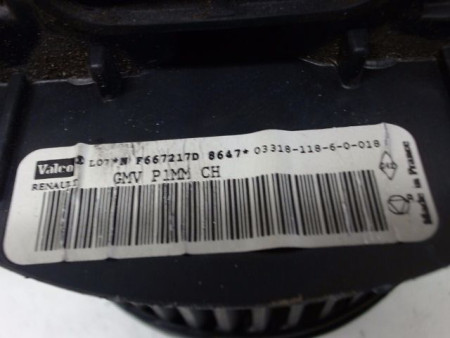 Valeo LOT*N F667217D 8647* 03318-118-6-0-018
RENAULT GMV P1MM CH
Made in France